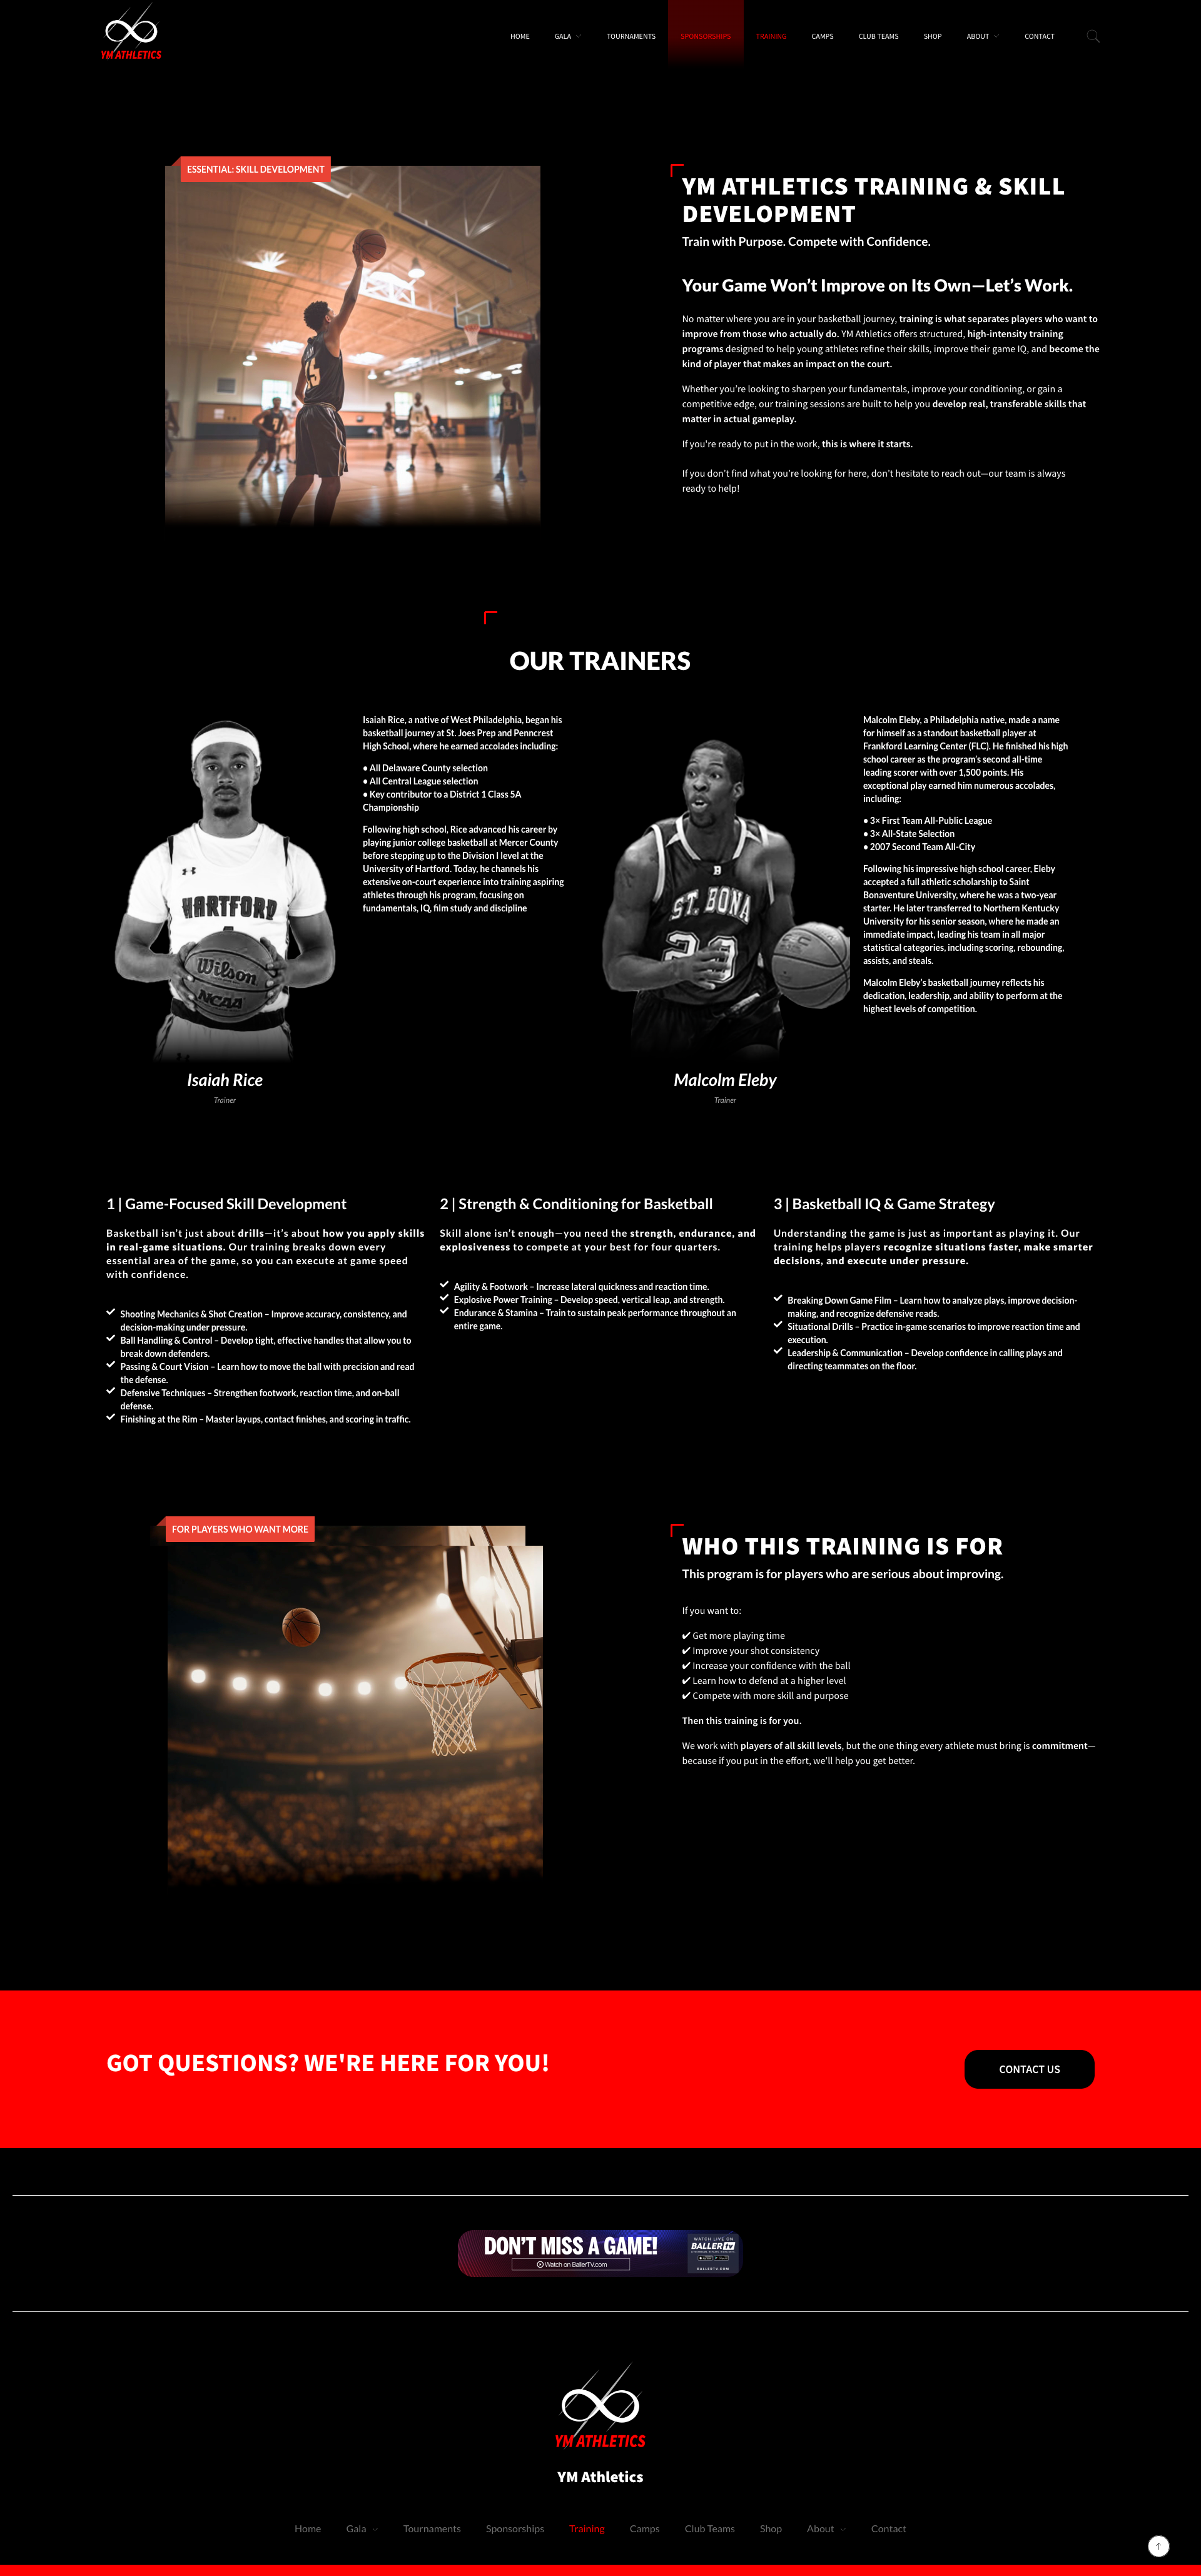 YM ATHLETICS
HOME
GALA
TOURNAMENTS
SPONSORSHIPS
TRAINING
CAMPS
CLUB TEAMS
SHOP
ABOUT
CONTACT
ESSENTIAL: SKILL DEVELOPMENT
YM ATHLETICS TRAINING & SKILL
DEVELOPMENT
Train with Purpose. Compete with Confidence.
Your Game Won’t Improve on Its Own—Let’s Work.
No matter where you are in your basketball journey, training is what separates players who want to
improve from those who actually do. YM Athletics offers structured, high-intensity training
programs designed to help young athletes refine their skills, improve their game IQ, and become the
kind of player that makes an impact on the court.
Whether you’re looking to sharpen your fundamentals, improve your conditioning, or gain a
competitive edge, our training sessions are built to help you develop real, transferable skills that
matter in actual gameplay.
If you’re ready to put in the work, this is where it starts.
If you don’t find what you’re looking for here, don’t hesitate to reach out—our team is always
ready to help!
OUR TRAINERS
HARTFORD
Wilson
NCAA
Isaiah Rice
Trainer
Isaiah Rice, a native of West Philadelphia, began his
basketball journey at St. Joes Prep and Penncrest
High School, where he earned accolades including:
• All Delaware County selection
• All Central League selection
• Key contributor to a District 1 Class 5A
Championship
Following high school, Rice advanced his career by
playing junior college basketball at Mercer County
before stepping up to the Division I level at the
University of Hartford. Today, he channels his
extensive on-court experience into training aspiring
athletes through his program, focusing on
fundamentals, IQ, film study and discipline
B
ST. BONA
23
Malcolm Eleby
Trainer
Malcolm Eleby, a Philadelphia native, made a name
for himself as a standout basketball player at
Frankford Learning Center (FLC). He finished his high
school career as the program’s second all-time
leading scorer with over 1,500 points. His
exceptional play earned him numerous accolades,
including:
• 3× First Team All-Public League
• 3× All-State Selection
• 2007 Second Team All-City
Following his impressive high school career, Eleby
accepted a full athletic scholarship to Saint
Bonaventure University, where he was a two-year
starter. He later transferred to Northern Kentucky
University for his senior season, where he made an
immediate impact, leading his team in all major
statistical categories, including scoring, rebounding,
assists, and steals.
Malcolm Eleby’s basketball journey reflects his
dedication, leadership, and ability to perform at the
highest levels of competition.
1 | Game-Focused Skill Development
Basketball isn’t just about drills—it’s about how you apply skills
in real-game situations. Our training breaks down every
essential area of the game, so you can execute at game speed
with confidence.
Shooting Mechanics & Shot Creation – Improve accuracy, consistency, and
decision-making under pressure.
Ball Handling & Control – Develop tight, effective handles that allow you to
break down defenders.
Passing & Court Vision – Learn how to move the ball with precision and read
the defense.
Defensive Techniques – Strengthen footwork, reaction time, and on-ball
defense.
Finishing at the Rim – Master layups, contact finishes, and scoring in traffic.
2 | Strength & Conditioning for Basketball
Skill alone isn’t enough—you need the strength, endurance, and
explosiveness to compete at your best for four quarters.
Agility & Footwork – Increase lateral quickness and reaction time.
Explosive Power Training – Develop speed, vertical leap, and strength.
Endurance & Stamina – Train to sustain peak performance throughout an
entire game.
3 | Basketball IQ & Game Strategy
Understanding the game is just as important as playing it. Our
training helps players recognize situations faster, make smarter
decisions, and execute under pressure.
Breaking Down Game Film – Learn how to analyze plays, improve decision-
making, and recognize defensive reads.
Situational Drills – Practice in-game scenarios to improve reaction time and
execution.
Leadership & Communication – Develop confidence in calling plays and
directing teammates on the floor.
FOR PLAYERS WHO WANT MORE
WHO THIS TRAINING IS FOR
This program is for players who are serious about improving.
If you want to:
✔ Get more playing time
✔ Improve your shot consistency
✔ Increase your confidence with the ball
✔ Learn how to defend at a higher level
✔ Compete with more skill and purpose
Then this training is for you.
We work with players of all skill levels, but the one thing every athlete must bring is commitment—
because if you put in the effort, we’ll help you get better.
GOT QUESTIONS? WE'RE HERE FOR YOU!
CONTACT US
DON'T MISS A GAME!
Watch on BallerTV.com
WATCH LIVE ON
BALLER TV
BALLERTV.COM
YM ATHLETICS
YM Athletics
Home
Gala
Tournaments
Sponsorships
Training
Camps
Club Teams
Shop
About
Contact